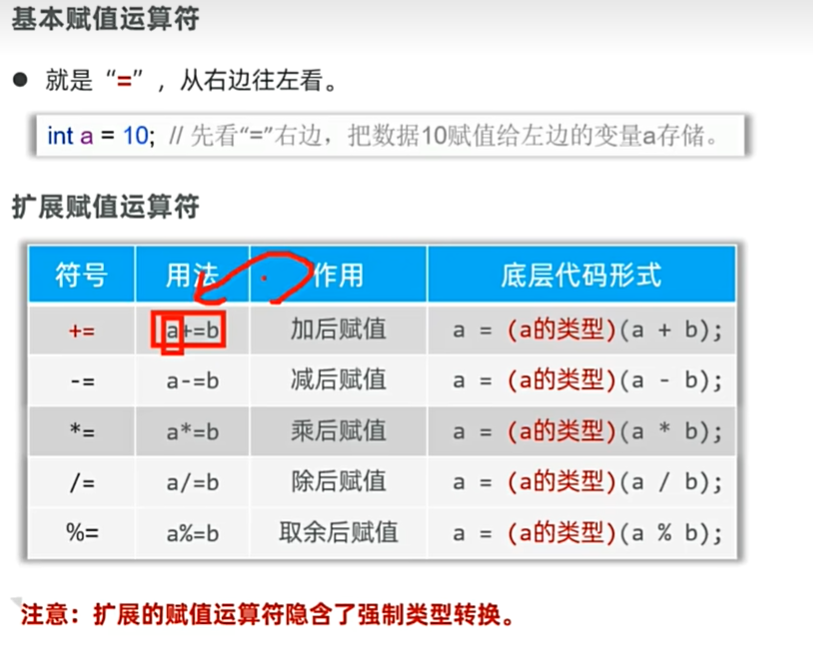 基本赋值运算符
● 就是“=”，从右边往左看。
int a = 10; // 先看“=”右边，把数据10赋值给左边的变量a存储。
扩展赋值运算符
符号 用法 作用 底层代码形式
+= a+=b 加后赋值 a = (a的类型)(a + b);
-= a-=b 减后赋值 a = (a的类型)(a - b);
*= a*=b 乘后赋值 a = (a的类型)(a * b);
/= a/=b 除后赋值 a = (a的类型)(a / b);
%= a%=b 取余后赋值 a = (a的类型)(a % b);
注意：扩展的赋值运算符隐含了强制类型转换。